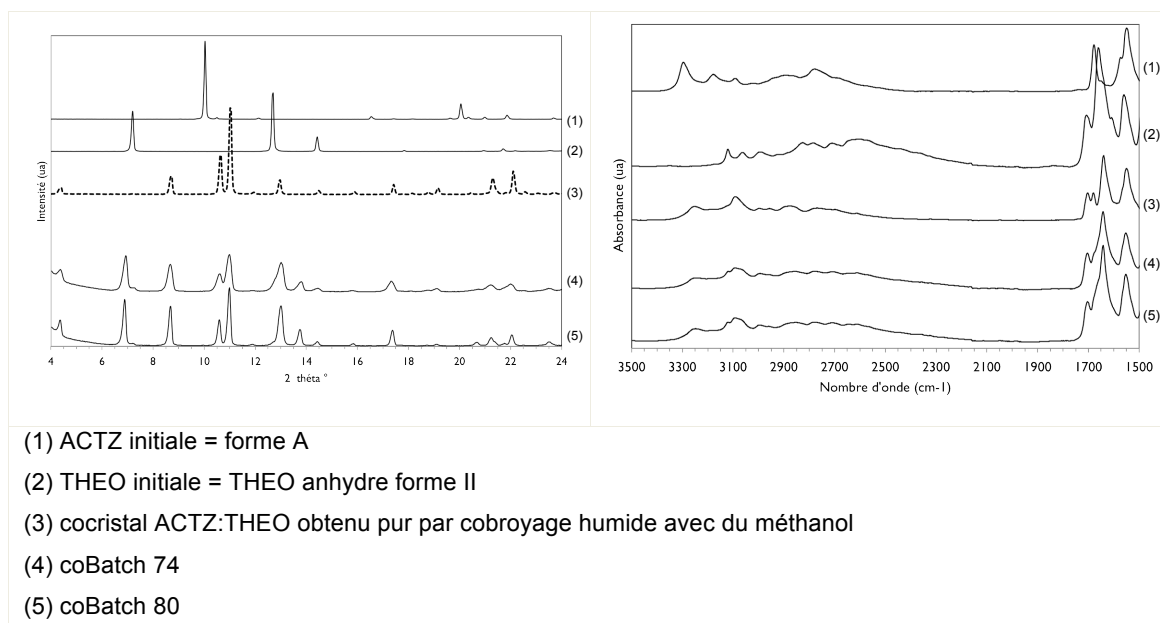 Intensité (ua)
(1)
(2)
(3)
(4)
(5)
4 6 8 10 12 14 16 18 20 22 24
2 théta °
Absorbance (ua)
(1)
(2)
(3)
(4)
(5)
3500 3300 3100 2900 2700 2500 2300 2100 1900 1700 1500
Nombre d'onde (cm-1)
(1) ACTZ initiale = forme A
(2) THEO initiale = THEO anhydre forme II
(3) cocristal ACTZ:THEO obtenu pur par cobroyage humide avec du méthanol
(4) coBatch 74
(5) coBatch 80